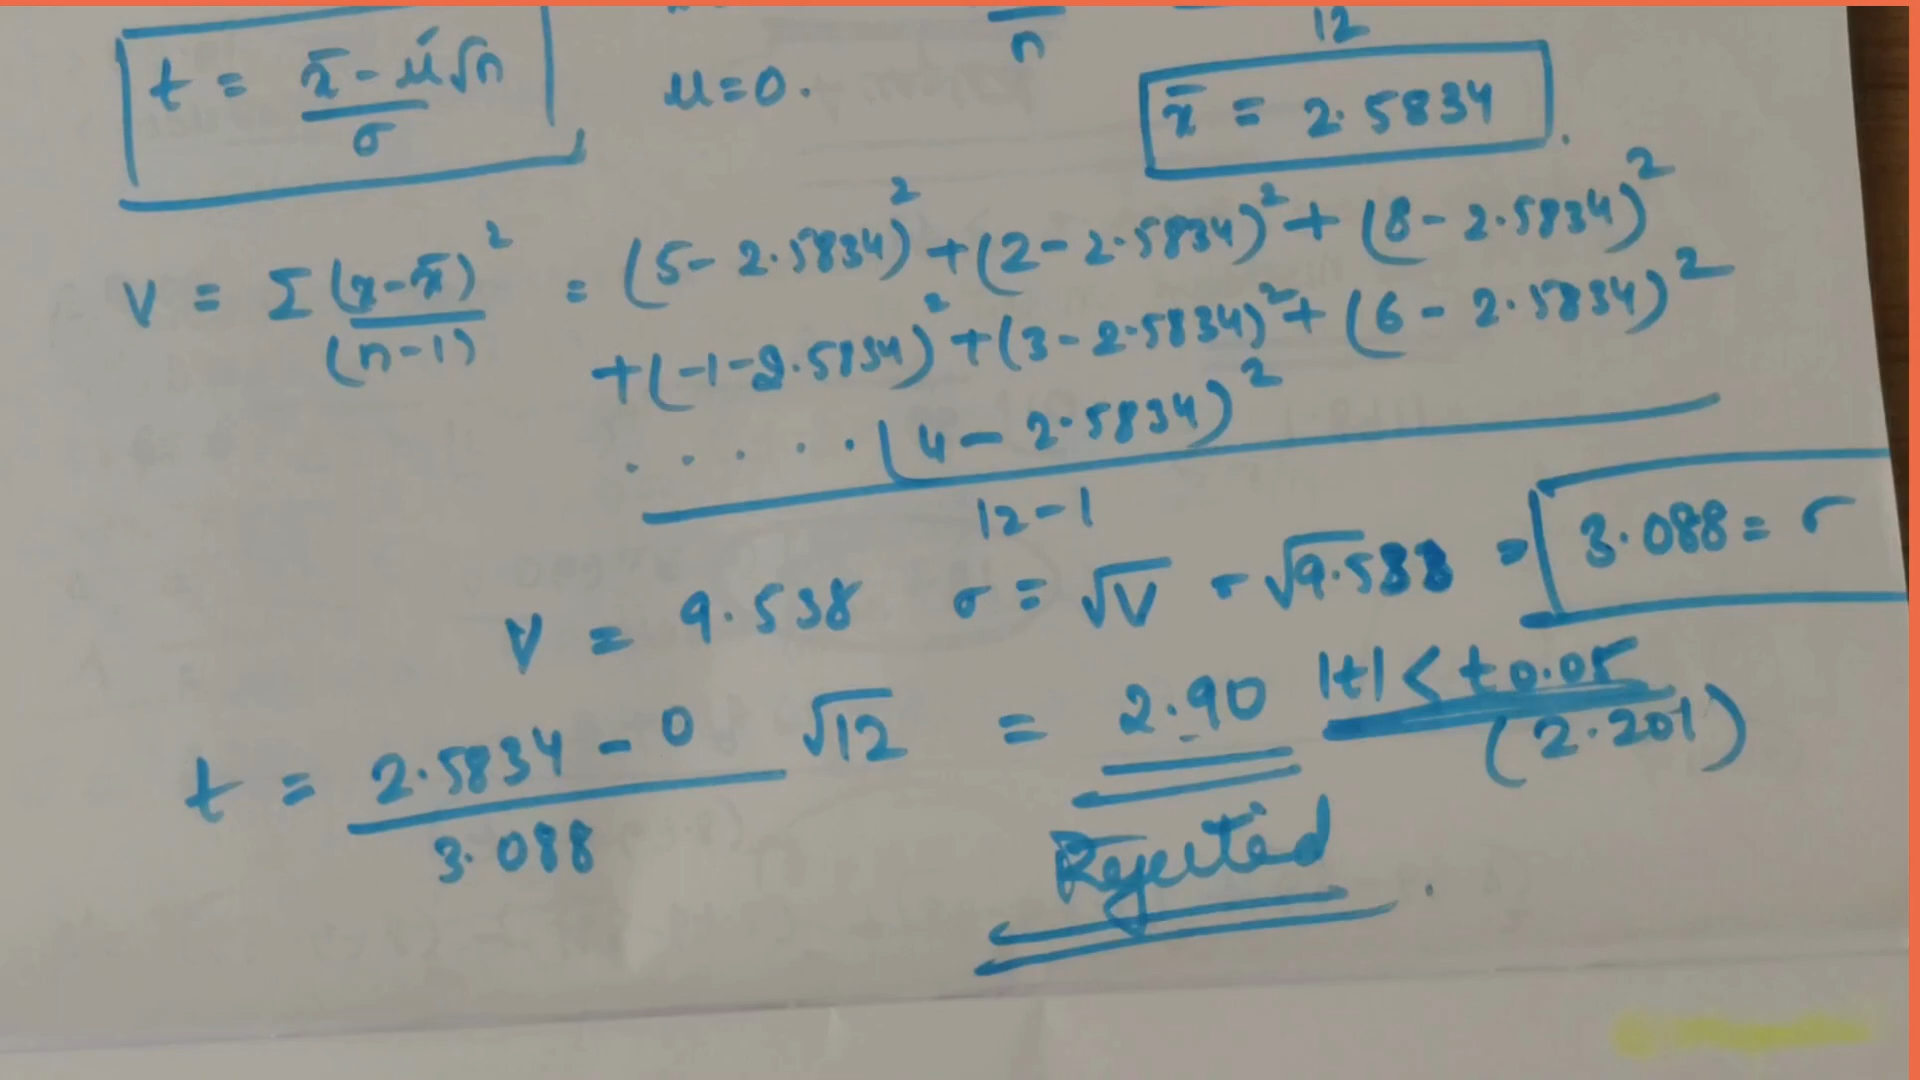 t = x̄ - μ√n / σ
μ=0.
n
12
x̄ = 2.5834
V = Σ(x-x̄)² / (n-1) = (5-2.5834)² + (2-2.5834)² + (8-2.5834)²
+(-1-2.5834)² + (3-2.5834)² + (6-2.5834)²
.....(4-2.5834)²
12-1
V = 9.538 σ = √V = √9.538 = 3.088 = σ
t = 2.5834 - 0 / 3.088 √12 = 2.90 |t| < t0.05
(2.201)
Rejected